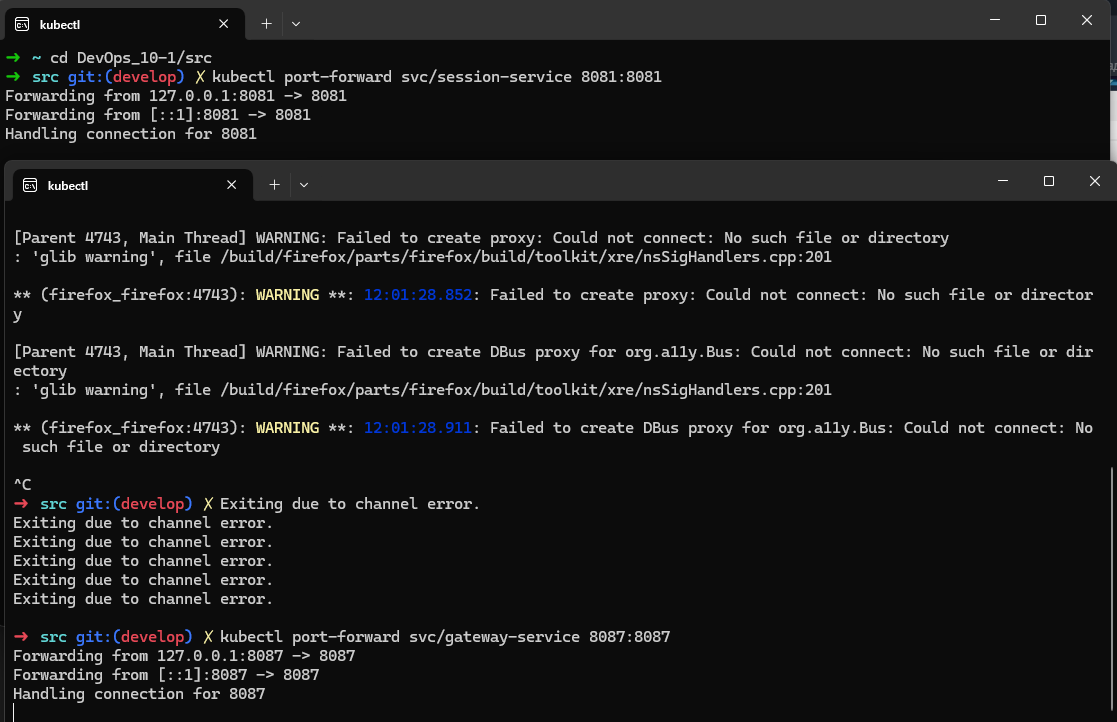 kubectl
➜ ~ cd DevOps_10-1/src
➜ src git:(develop) ✗ kubectl port-forward svc/session-service 8081:8081
Forwarding from 127.0.0.1:8081 -> 8081
Forwarding from [::1]:8081 -> 8081
Handling connection for 8081
kubectl
[Parent 4743, Main Thread] WARNING: Failed to create proxy: Could not connect: No such file or directory
: 'glib warning', file /build/firefox/parts/firefox/build/toolkit/xre/nsSigHandlers.cpp:201
** (firefox_firefox:4743): WARNING **: 12:01:28.852: Failed to create proxy: Could not connect: No such file or director
y
[Parent 4743, Main Thread] WARNING: Failed to create DBus proxy for org.a11y.Bus: Could not connect: No such file or dir
ectory
: 'glib warning', file /build/firefox/parts/firefox/build/toolkit/xre/nsSigHandlers.cpp:201
** (firefox_firefox:4743): WARNING **: 12:01:28.911: Failed to create DBus proxy for org.a11y.Bus: Could not connect: No
such file or directory
^C
➜ src git:(develop) ✗ Exiting due to channel error.
Exiting due to channel error.
Exiting due to channel error.
Exiting due to channel error.
Exiting due to channel error.
Exiting due to channel error.
➜ src git:(develop) ✗ kubectl port-forward svc/gateway-service 8087:8087
Forwarding from 127.0.0.1:8087 -> 8087
Forwarding from [::1]:8087 -> 8087
Handling connection for 8087